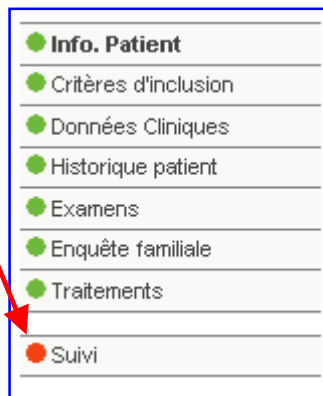 Info. Patient
Critères d'inclusion
Données Cliniques
Historique patient
Examens
Enquête familiale
Traitements
Suivi